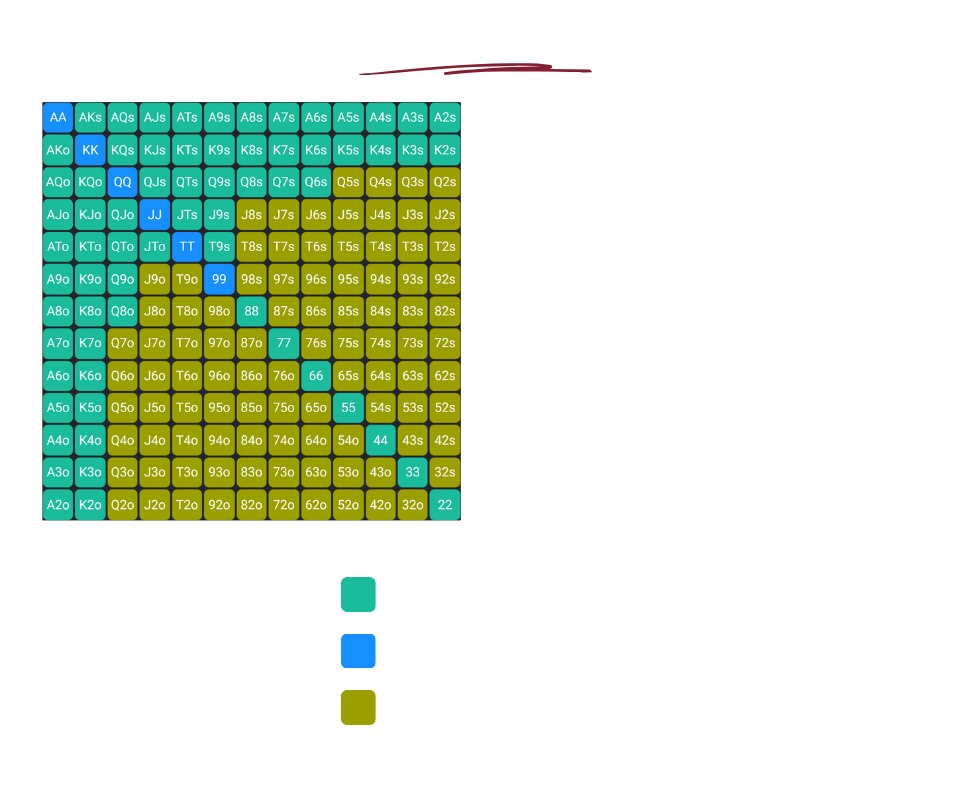 AA AKs AQs AJs ATs A9s A8s A7s A6s A5s A4s A3s A2s
AKo KK KQs KJs KTs K9s K8s K7s K6s K5s K4s K3s K2s
AQo KQo QQ QJs QTs Q9s Q8s Q7s Q6s Q5s Q4s Q3s Q2s
AJo KJo QJo JJ JTs J9s J8s J7s J6s J5s J4s J3s J2s
ATo KTo QTo JTo TT T9s T8s T7s T6s T5s T4s T3s T2s
A9o K9o Q9o J9o T9o 99 98s 97s 96s 95s 94s 93s 92s
A8o K8o Q8o J8o T8o 98o 88 87s 86s 85s 84s 83s 82s
A7o K7o Q7o J7o T7o 97o 87o 77 76s 75s 74s 73s 72s
A6o K6o Q6o J6o T6o 96o 86o 76o 66 65s 64s 63s 62s
A5o K5o Q5o J5o T5o 95o 85o 75o 65o 55 54s 53s 52s
A4o K4o Q4o J4o T4o 94o 84o 74o 64o 54o 44 43s 42s
A3o K3o Q3o J3o T3o 93o 83o 73o 63o 53o 43o 33 32s
A2o K2o Q2o J2o T2o 92o 82o 72o 62o 52o 42o 32o 22